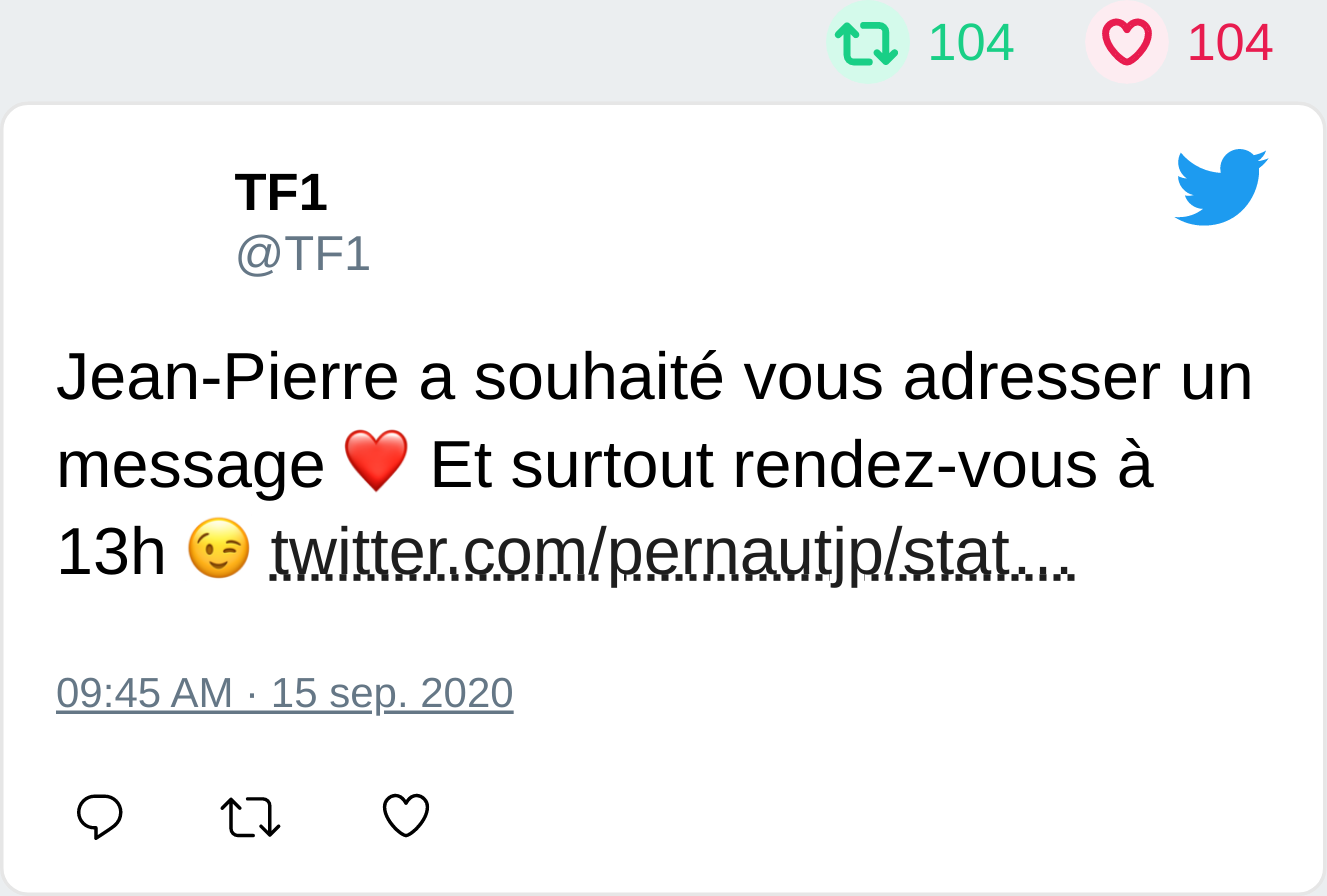 104 104
TF1
@TF1
Jean-Pierre a souhaité vous adresser un
message ❤️ Et surtout rendez-vous à
13h 😉 twitter.com/pernautjp/stat…
09:45 AM · 15 sep. 2020